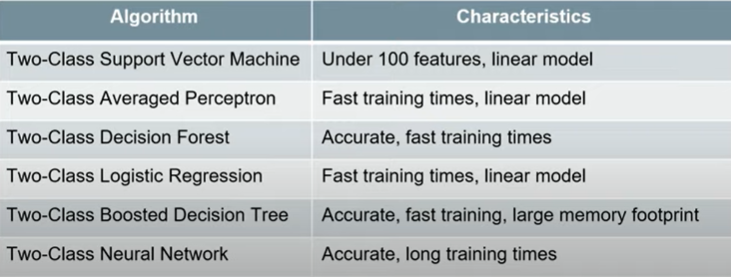 Algorithm Characteristics
Two-Class Support Vector Machine Under 100 features, linear model
Two-Class Averaged Perceptron Fast training times, linear model
Two-Class Decision Forest Accurate, fast training times
Two-Class Logistic Regression Fast training times, linear model
Two-Class Boosted Decision Tree Accurate, fast training, large memory footprint
Two-Class Neural Network Accurate, long training times